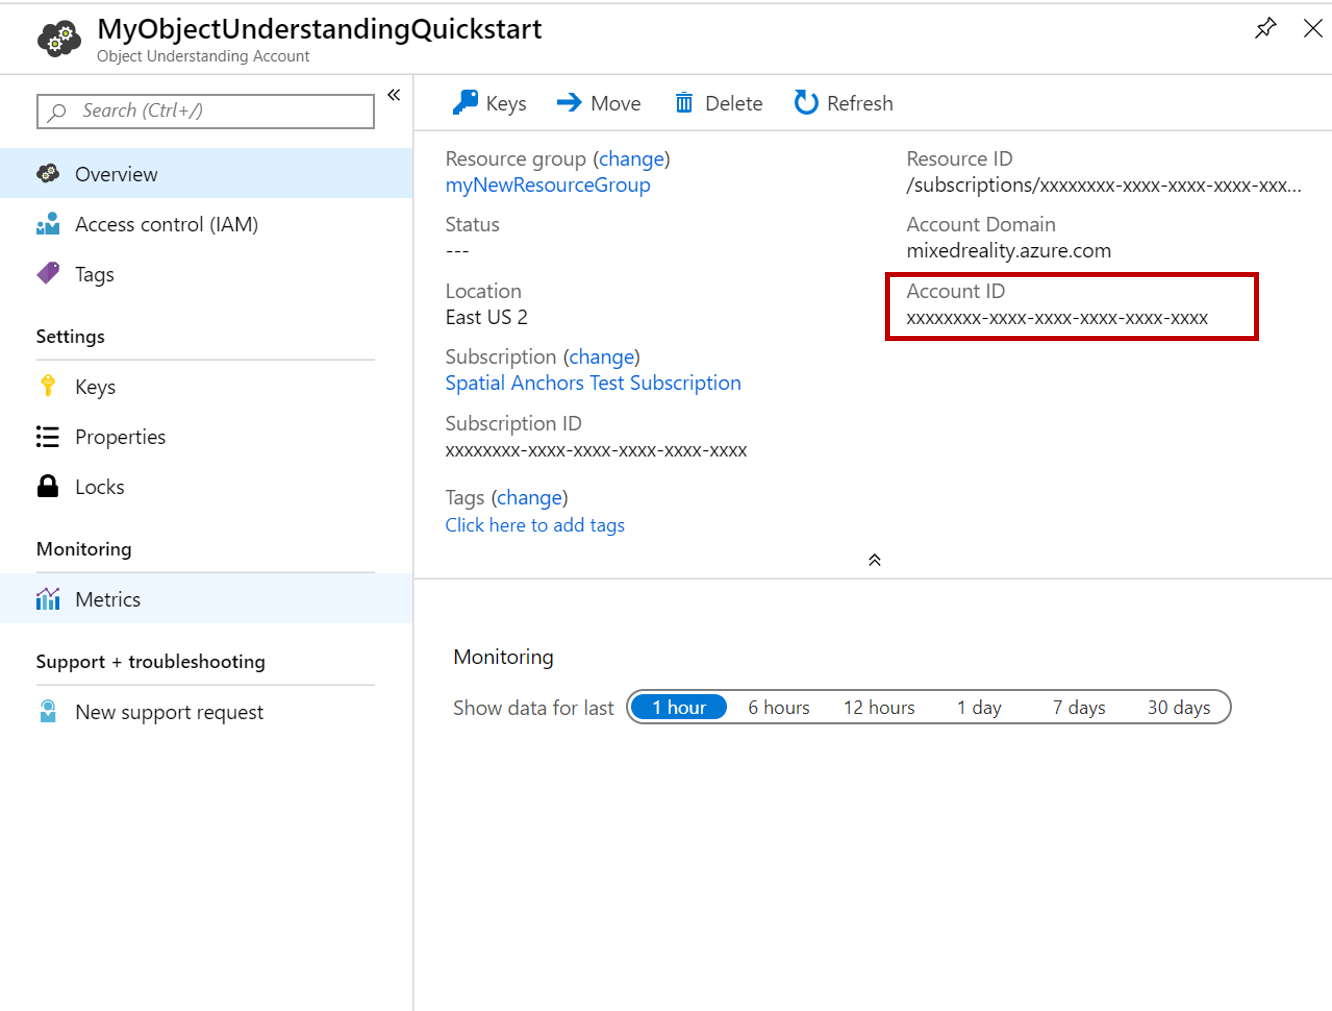 MyObjectUnderstandingQuickstart
Object Understanding Account
Search (Ctrl+/)
«
Overview
Access control (IAM)
Tags
Settings
Keys
Properties
Locks
Monitoring
Metrics
Support + troubleshooting
New support request
Keys
Move
Delete
Refresh
Resource group (change)
myNewResourceGroup
Status
---
Location
East US 2
Subscription (change)
Spatial Anchors Test Subscription
Subscription ID
xxxxxxxx-xxxx-xxxx-xxxx-xxxx-xxxx
Tags (change)
Click here to add tags
Resource ID
/subscriptions/xxxxxxxx-xxxx-xxxx-xxxx-xxx...
Account Domain
mixedreality.azure.com
Account ID
xxxxxxxx-xxxx-xxxx-xxxx-xxxx-xxxx
Monitoring
Show data for last 1 hour 6 hours 12 hours 1 day 7 days 30 days